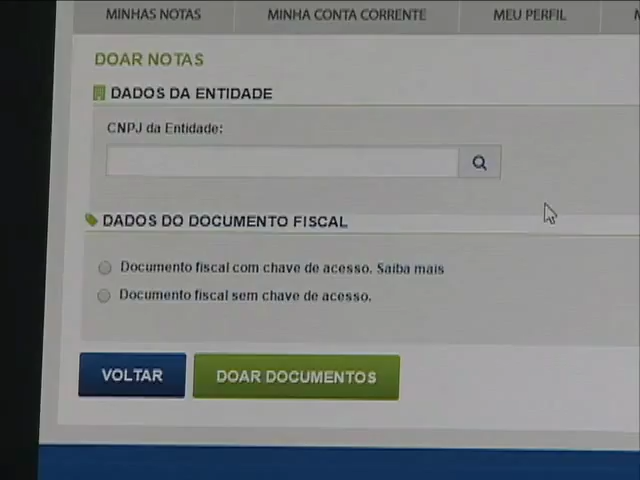 MINHAS NOTAS MINHA CONTA CORRENTE MEU PERFIL
DOAR NOTAS
DADOS DA ENTIDADE
CNPJ da Entidade:
DADOS DO DOCUMENTO FISCAL
Documento fiscal com chave de acesso. Saiba mais
Documento fiscal sem chave de acesso.
VOLTAR DOAR DOCUMENTOS